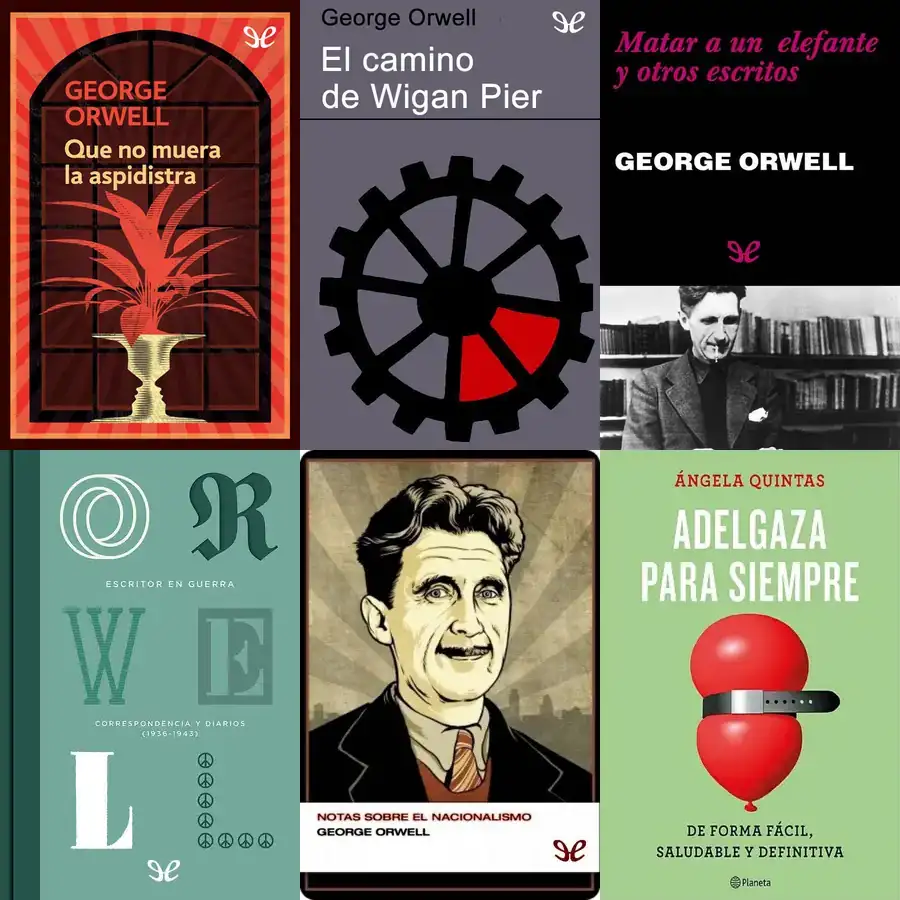 GEORGE
ORWELL
Que no muera
la aspidistra
George Orwell
El camino
de Wigan Pier
Matar a un elefante
y otros escritos
GEORGE ORWELL
O R
ESCRITOR EN GUERRA
W E
CORRESPONDENCIA Y DIARIOS
(1936-1943)
L L
NOTAS SOBRE EL NACIONALISMO
GEORGE ORWELL
ÁNGELA QUINTAS
ADELGAZA
PARA SIEMPRE
DE FORMA FÁCIL,
SALUDABLE Y DEFINITIVA
Planeta